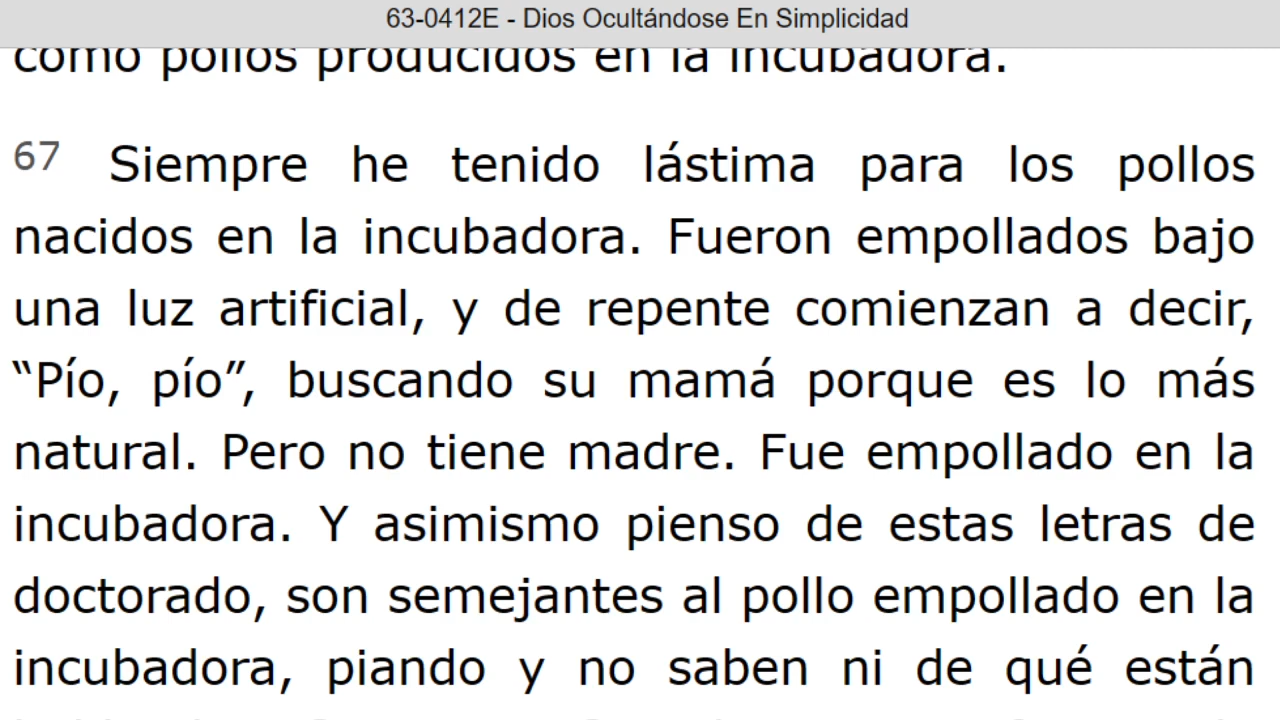 63-0412E - Dios Ocultándose En Simplicidad
como pollos producidos en la incubadora.
67 Siempre he tenido lástima para los pollos
nacidos en la incubadora. Fueron empollados bajo
una luz artificial, y de repente comienzan a decir,
“Pío, pío”, buscando su mamá porque es lo más
natural. Pero no tiene madre. Fue empollado en la
incubadora. Y asimismo pienso de estas letras de
doctorado, son semejantes al pollo empollado en la
incubadora, piando y no saben ni de qué están